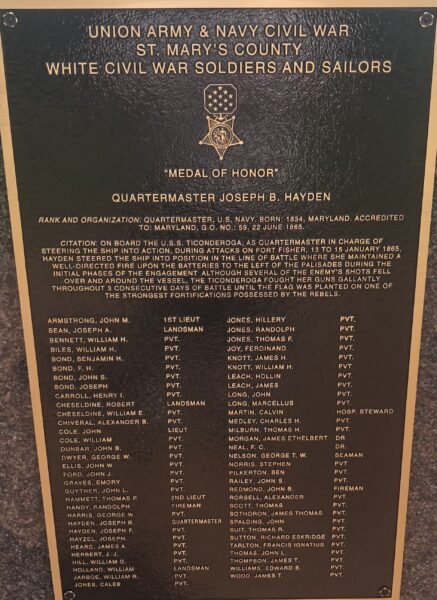 UNION ARMY & NAVY CIVIL WAR
ST. MARY'S COUNTY
WHITE CIVIL WAR SOLDIERS AND SAILORS
"MEDAL OF HONOR"
QUARTERMASTER JOSEPH B. HAYDEN
RANK AND ORGANIZATION: QUARTERMASTER, U.S. NAVY. BORN: 1834, MARYLAND. ACCREDITED
TO: MARYLAND, G.O. NO.: 59, 22 JUNE 1865.
CITATION: ON BOARD THE U.S.S. TICONDEROGA, AS QUARTERMASTER IN CHARGE OF
STEERING THE SHIP INTO ACTION, DURING ATTACKS ON FORT FISHER, 13 TO 15 JANUARY 1865,
HAYDEN STEERED THE SHIP INTO POSITION IN THE LINE OF BATTLE WHERE SHE MAINTAINED A
WELL-DIRECTED FIRE UPON THE BATTERIES TO THE LEFT OF THE PALISADES DURING THE
INITIAL PHASES OF THE ENGAGEMENT. ALTHOUGH SEVERAL OF THE ENEMY'S SHOTS FELL
OVER AND AROUND THE VESSEL, THE TICONDEROGA FOUGHT HER GUNS GALLANTLY
THROUGHOUT 3 CONSECUTIVE DAYS OF BATTLE UNTIL THE FLAG WAS PLANTED ON ONE OF
THE STRONGEST FORTIFICATIONS POSSESSED BY THE REBELS.
ARMSTRONG, JOHN M. 1ST LIEUT
BEAN, JOSEPH A. LANDSMAN
BENNETT, WILLIAM H. PVT.
BILES, WILLIAM H. PVT.
BOND, BENJAMIN H. PVT.
BOND, F. H. PVT.
BOND, JOHN S. PVT.
BOND, JOSEPH PVT.
CARROLL, HENRY I. PVT.
CHESELDINE, ROBERT LANDSMAN
CHESELDINE, WILLIAM E. PVT.
CHIVERAL, ALEXANDER B. PVT.
COLE, JOHN LIEUT
COLE, WILLIAM PVT.
DUNBAR, JOHN B. PVT.
DWYER, GEORGE W. PVT.
ELLIS, JOHN W. PVT.
FORD, JOHN J. PVT.
GRAVES, EMORY PVT.
GUYTHER, JOHN L. PVT.
HAMMETT, THOMAS P. 2ND LIEUT
HANDY, RANDOLPH FIREMAN
HARRIS, GEORGE W. PVT.
HAYDEN, JOSEPH B. QUARTERMASTER
HAYDEN, JOSEPH F. PVT.
HAYZEL, JOSEPH PVT.
HEARD, JAMES A. PVT.
HERBERT, J. J. PVT.
HILL, WILLIAM G. PVT.
HOLLAND, WILLIAM LANDSMAN
JARBOE, WILLIAM R. PVT.
JONES, CALEB PVT.
JONES, HILLERY PVT.
JONES, RANDOLPH PVT.
JONES, THOMAS F. PVT.
JOY, FERDINAND PVT.
KNOTT, JAMES H PVT.
KNOTT, WILLIAM H. PVT.
LEACH, HOLLIN PVT.
LEACH, JAMES PVT.
LONG, JOHN PVT.
LONG, MARCELLUS PVT.
MARTIN, CALVIN HOSP. STEWARD
MEDLEY, CHARLES H. PVT.
MILBURN, THOMAS H. PVT.
MORGAN, JAMES ETHELBERT DR.
NEAL, F. C. DR.
NELSON, GEORGE T. W. SEAMAN
NORRIS, STEPHEN PVT.
PILKERTON, BEN PVT.
RAILEY, JOHN S. PVT.
REDMOND, JOHN B. FIREMAN
RORSELL, ALEXANDER PVT.
SCOTT, THOMAS PVT.
SOTHORON, JAMES THOMAS PVT.
SPALDING, JOHN PVT.
SUIT, THOMAS R. PVT.
SUTTON, RICHARD ESKRIDGE PVT.
TARLTON, FRANCIS IGNATIUS PVT.
THOMAS, JOHN L. PVT.
THOMPSON, JAMES T. PVT.
WILLIAMS, EDWARD S. PVT.
WOOD, JAMES T. PVT.